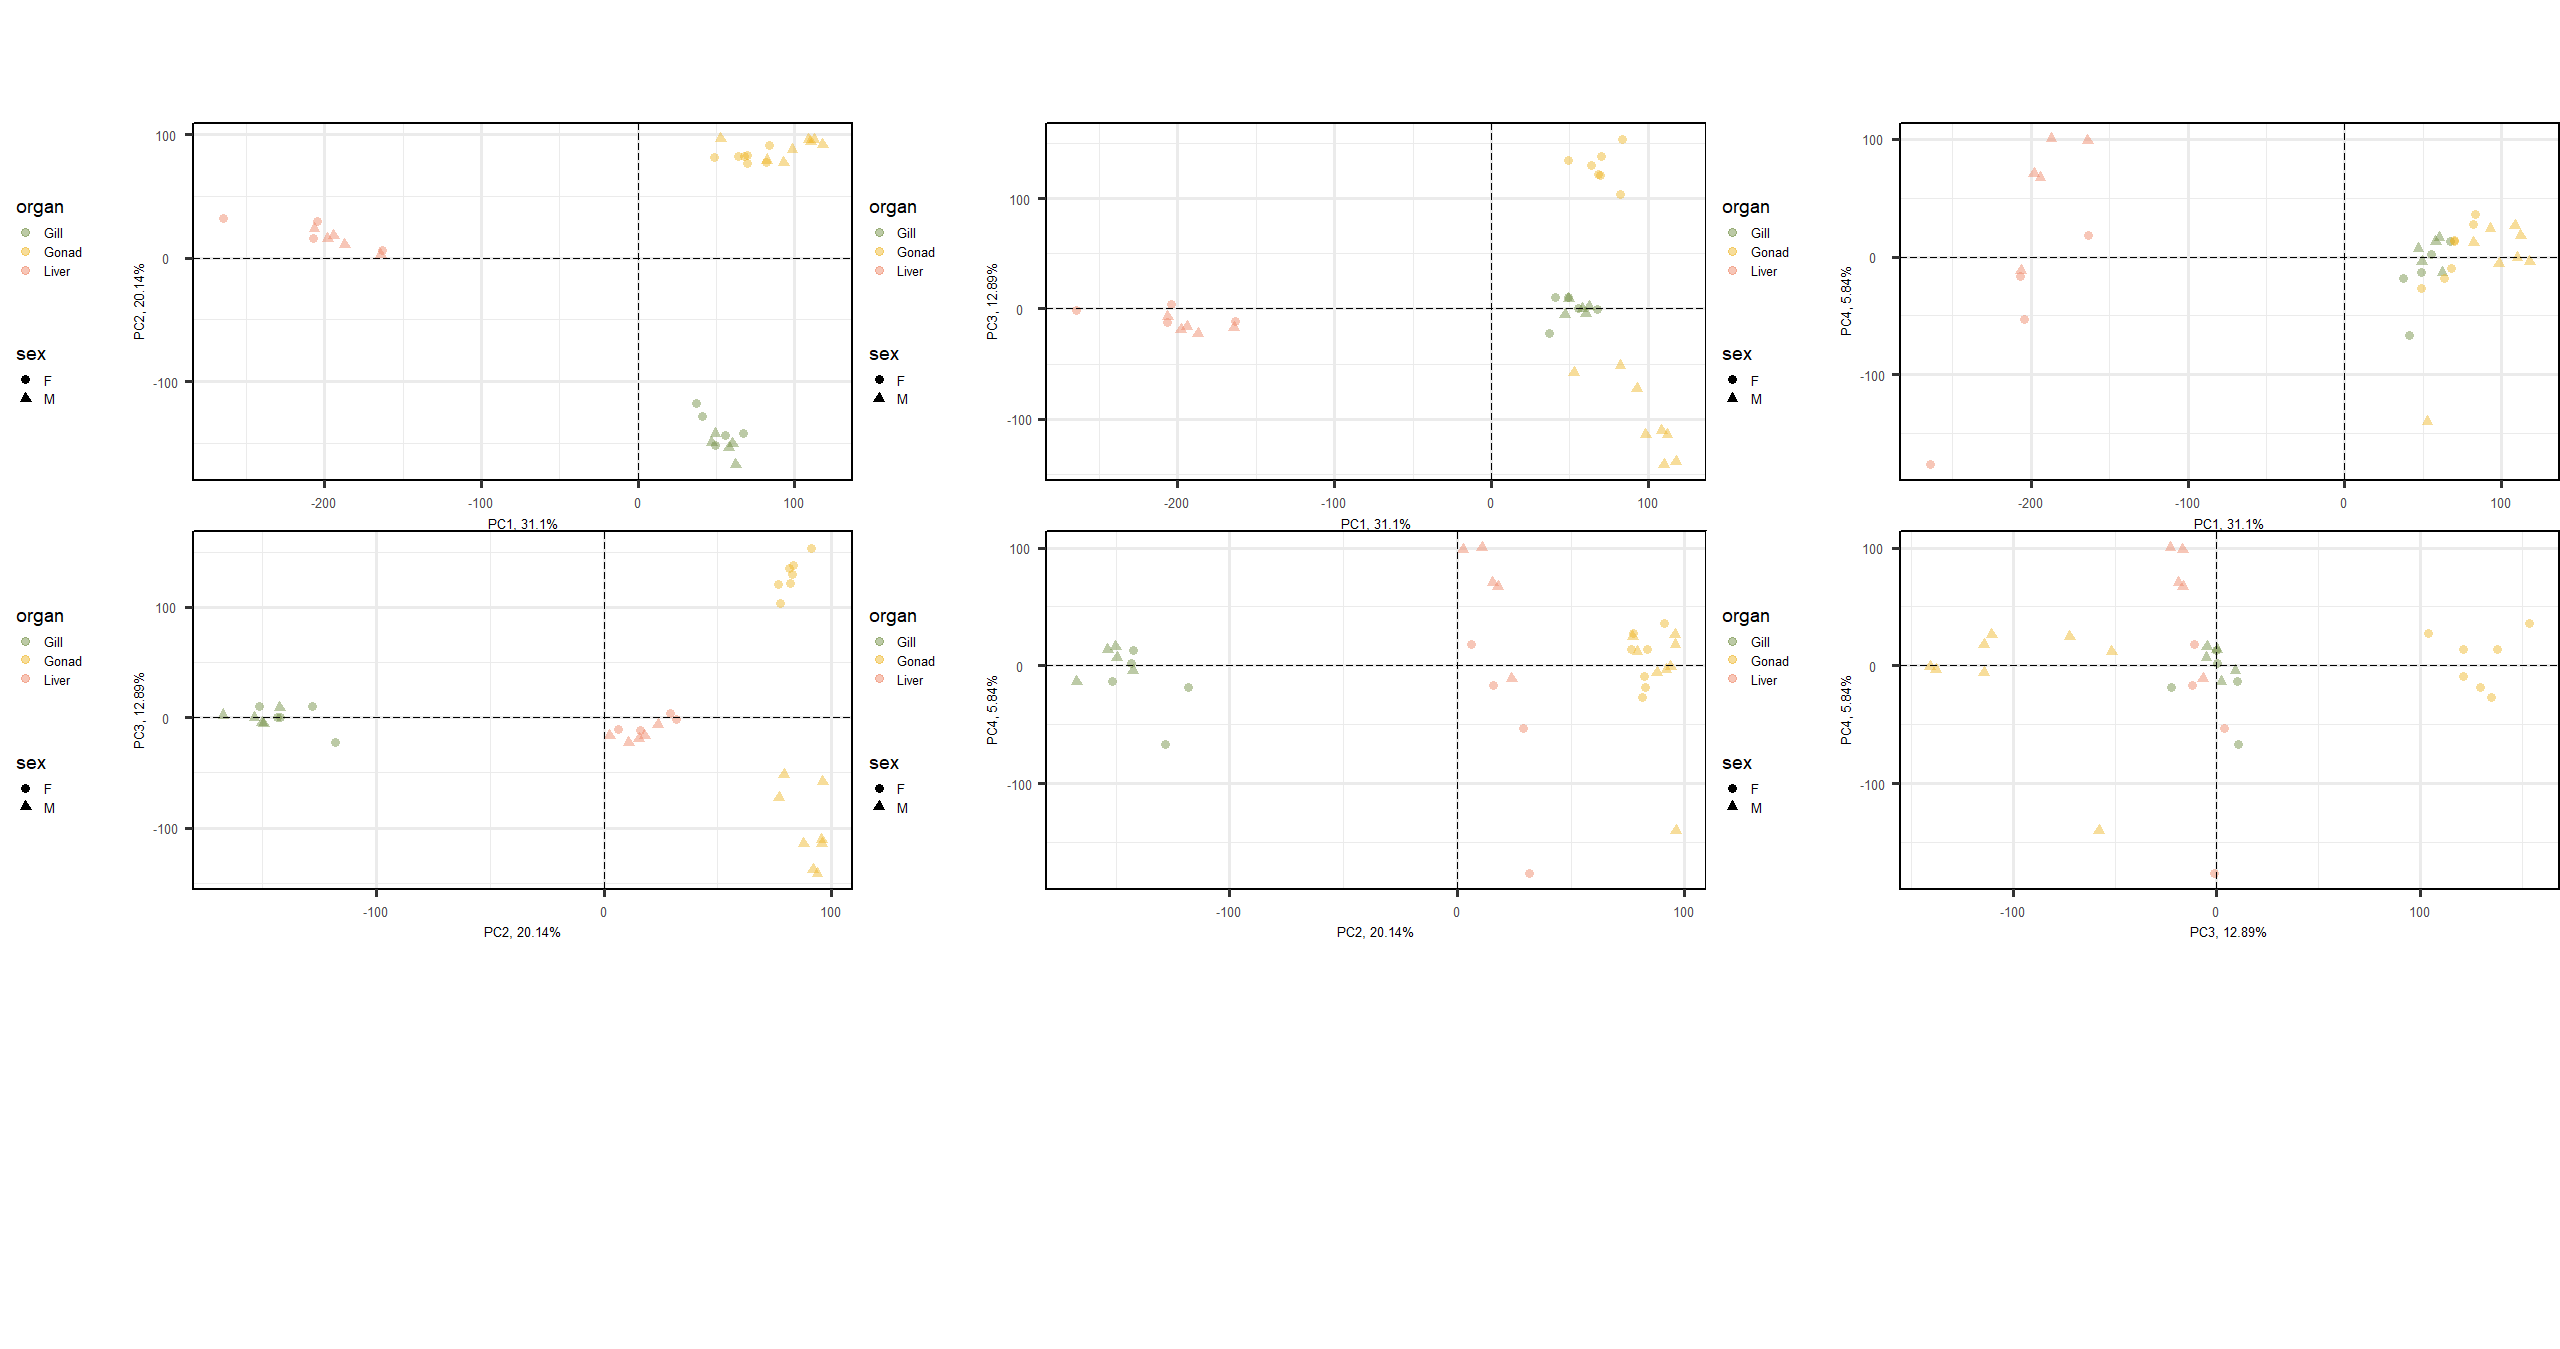 organ
Gill
Gonad
Liver
sex
F
M
PC2, 20.14%
100
0
-100
-200
-100
0
100
PC1, 31.1%
organ
Gill
Gonad
Liver
sex
F
M
PC3, 12.89%
100
0
-100
-200
-100
0
100
PC1, 31.1%
organ
Gill
Gonad
Liver
sex
F
M
PC4, 5.84%
100
0
-100
-200
-100
0
100
PC1, 31.1%
organ
Gill
Gonad
Liver
sex
F
M
PC3, 12.89%
100
0
-100
-100
0
100
PC2, 20.14%
organ
Gill
Gonad
Liver
sex
F
M
PC4, 5.84%
100
0
-100
-100
0
100
PC2, 20.14%
organ
Gill
Gonad
Liver
sex
F
M
PC4, 5.84%
100
0
-100
-100
0
100
PC3, 12.89%